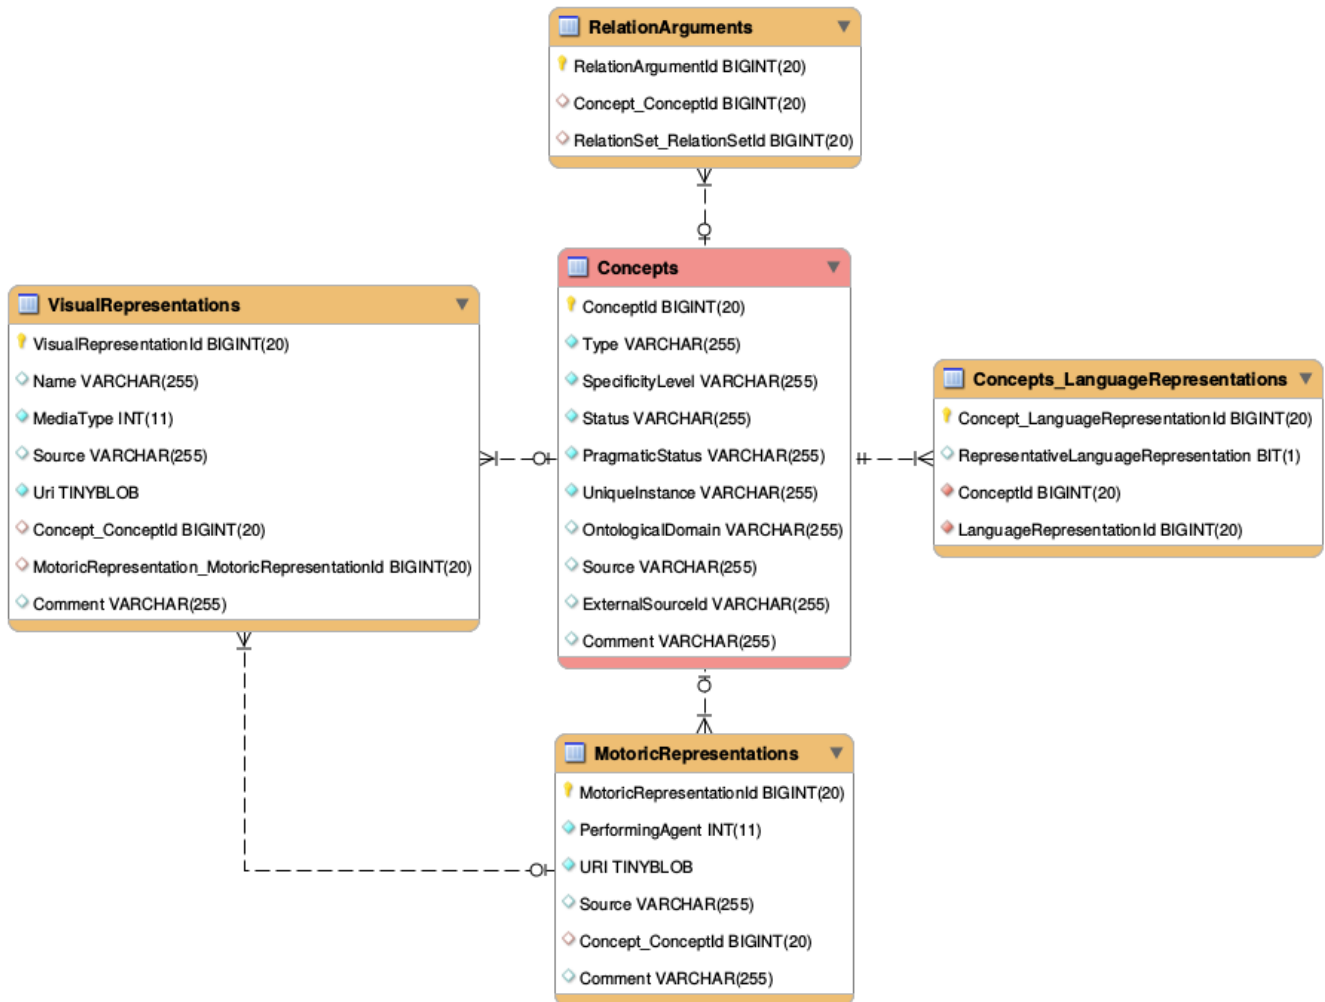 RelationArguments
RelationArgumentId BIGINT(20)
Concept_ConceptId BIGINT(20)
RelationSet_RelationSetId BIGINT(20)
Concepts
ConceptId BIGINT(20)
Type VARCHAR(255)
SpecificityLevel VARCHAR(255)
Status VARCHAR(255)
PragmaticStatus VARCHAR(255)
UniqueInstance VARCHAR(255)
OntologicalDomain VARCHAR(255)
Source VARCHAR(255)
ExternalSourceId VARCHAR(255)
Comment VARCHAR(255)
VisualRepresentations
VisualRepresentationId BIGINT(20)
Name VARCHAR(255)
MediaType INT(11)
Source VARCHAR(255)
Uri TINYBLOB
Concept_ConceptId BIGINT(20)
MotoricRepresentation_MotoricRepresentationId BIGINT(20)
Comment VARCHAR(255)
Concepts_LanguageRepresentations
Concept_LanguageRepresentationId BIGINT(20)
RepresentativeLanguageRepresentation BIT(1)
ConceptId BIGINT(20)
LanguageRepresentationId BIGINT(20)
MotoricRepresentations
MotoricRepresentationId BIGINT(20)
PerformingAgent INT(11)
URI TINYBLOB
Source VARCHAR(255)
Concept_ConceptId BIGINT(20)
Comment VARCHAR(255)